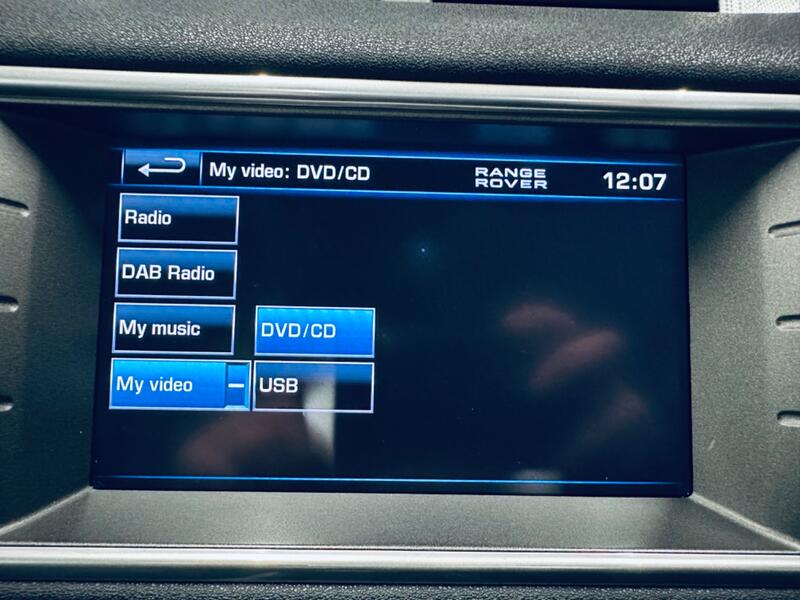 My video: DVD/CD
RANGE
ROVER
12:07
Radio
DAB Radio
My music
DVD/CD
My video
USB